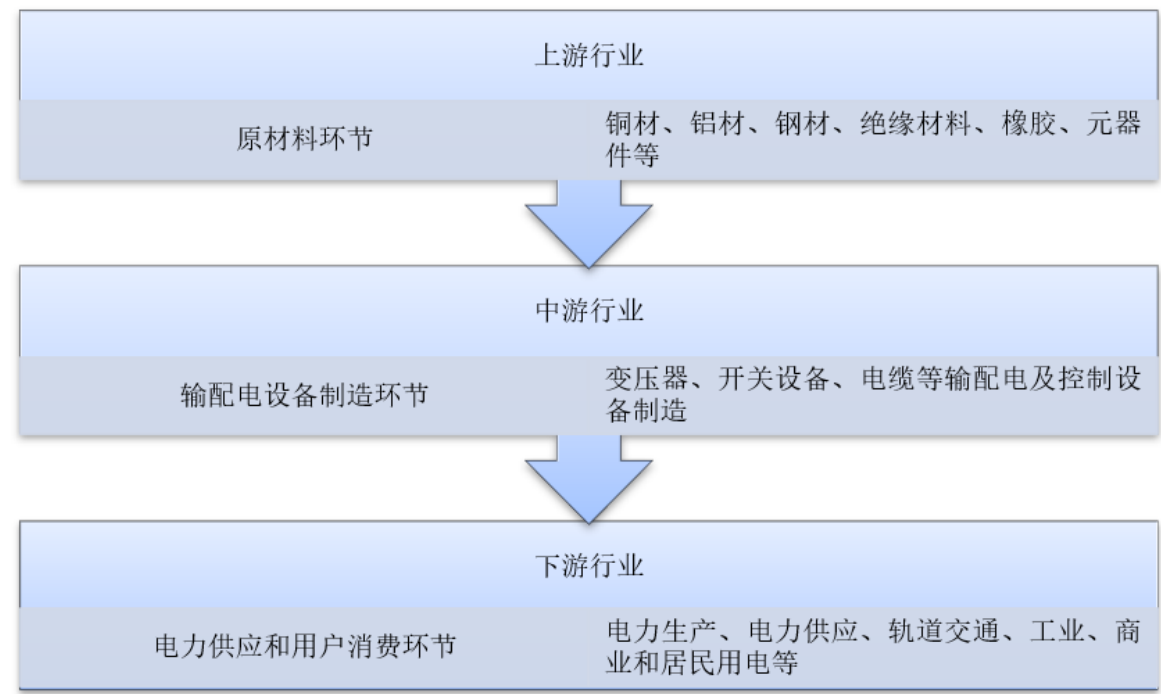 上游行业
原材料环节
铜材、铝材、钢材、绝缘材料、橡胶、元器
件等
中游行业
输配电设备制造环节
变压器、开关设备、电缆等输配电及控制设
备制造
下游行业
电力供应和用户消费环节
电力生产、电力供应、轨道交通、工业、商
业和居民用电等